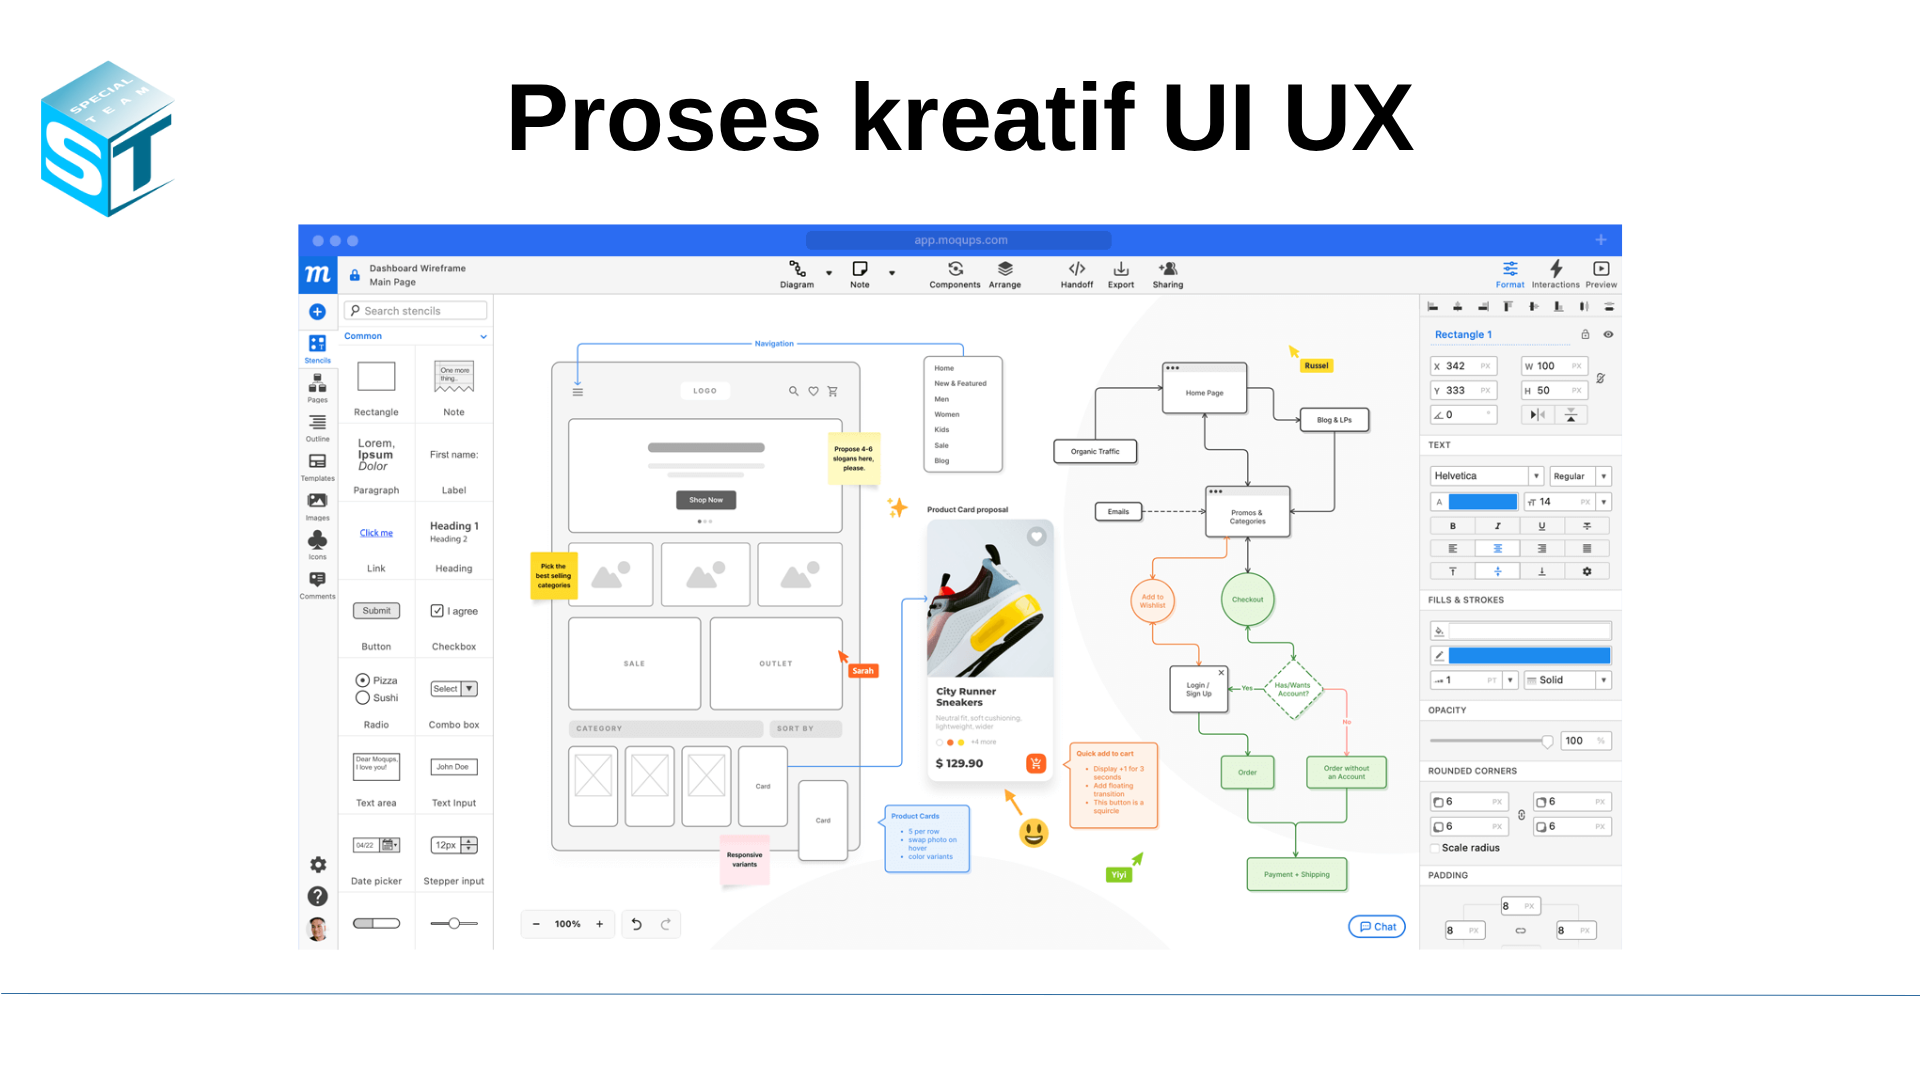 SPECIAL
TEAM
ST
Proses kreatif UI UX
app.moqups.com
m
Dashboard Wireframe
Main Page
Diagram
Note
Components
Arrange
Handoff
Export
Sharing
Format
Interactions
Preview
Stencils
Pages
Outline
Templates
Images
Icons
Comments
Search stencils
Common
Rectangle
One more
thing..
Note
Lorem,
Ipsum
Dolor
Paragraph
First name:
Label
Click me
Link
Heading 1
Heading 2
Heading
Submit
Button
I agree
Checkbox
Pizza
Sushi
Radio
Select
Combo box
Dear Moqups,
I love you!
Text area
John Doe
Text Input
04/22
Date picker
12px
Stepper input
Navigation
LOGO
Shop Now
Propose 4-6
slogans here,
please.
Pick the
best selling
categories
SALE
OUTLET
Sarah
CATEGORY
SORT BY
Card
Card
Responsive
variants
Home
New & Featured
Men
Women
Kids
Sale
Blog
Product Card proposal
City Runner
Sneakers
Neutral fit, soft cushioning,
lightweight, wider
+4 more
$ 129.90
Product Cards
• 5 per row
• swap photo on
hover
• color variants
Quick add to cart
• Display +1 for 3
seconds
• Add floating
transition
• This button is a
squircle
Yiyi
Russel
Home Page
Blog & LPs
Organic Traffic
Emails
Promos &
Categories
Add to
Wishlist
Checkout
Login /
Sign Up
Yes
Has/Wants
Account?
No
Order
Order without
an Account
Payment + Shipping
100%
Chat
Rectangle 1
X 342 PX
W 100 PX
Y 333 PX
H 50 PX
0 °
TEXT
Helvetica
Regular
A
14 PX
B I U
FILLS & STROKES
1 PT
Solid
OPACITY
100 %
ROUNDED CORNERS
6 PX
6 PX
6 PX
6 PX
Scale radius
PADDING
8 PX
8 PX
8 PX